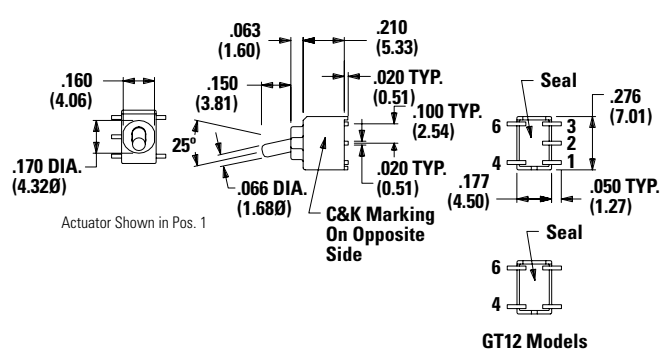 .063
(1.60)
.210
(5.33)
.160
(4.06)
.150
(3.81)
.020 TYP.
(0.51)
.100 TYP.
(2.54)
Seal
.276
(7.01)
6
3
2
4
1
25°
.170 DIA.
(4.32Ø)
.066 DIA.
(1.68Ø)
.020 TYP.
(0.51)
.177
(4.50)
.050 TYP.
(1.27)
Actuator Shown in Pos. 1
C&K Marking
On Opposite
Side
Seal
6
4
GT12 Models